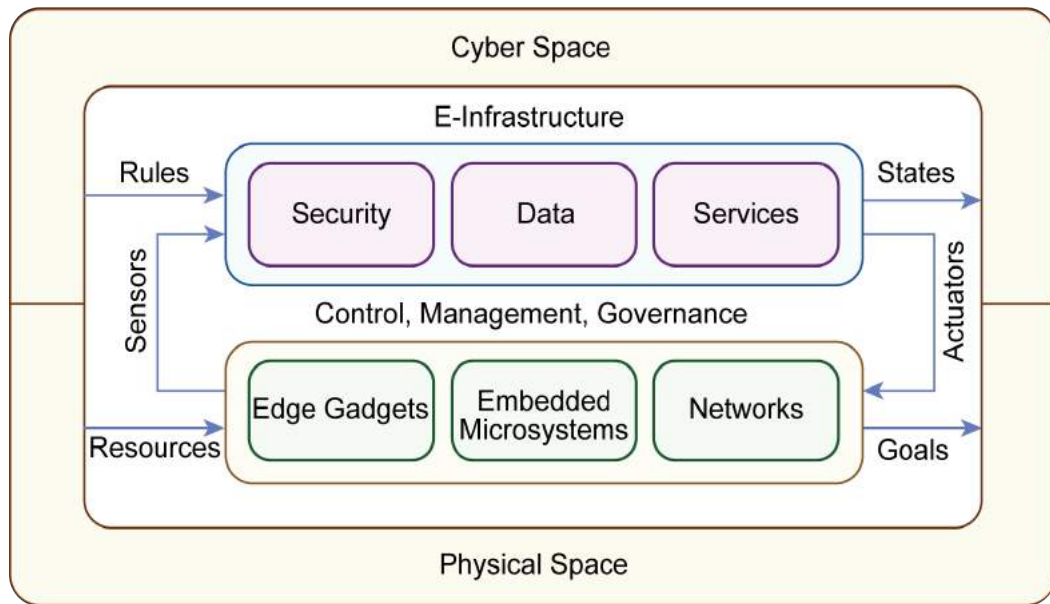 Cyber Space
E-Infrastructure
Rules
States
Security
Data
Services
Sensors
Actuators
Control, Management, Governance
Edge Gadgets
Embedded
Microsystems
Networks
Resources
Goals
Physical Space